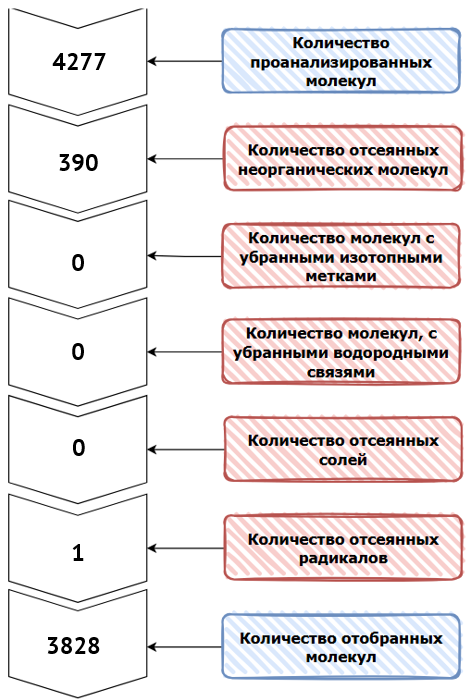 4277
Количество
проанализированных
молекул
390
Количество отсеянных
неорганических молекул
0
Количество молекул с
убранными изотопными
метками
0
Количество молекул, с
убранными водородными
связями
0
Количество отсеянных
солей
1
Количество отсеянных
радикалов
3828
Количество отобранных
молекул